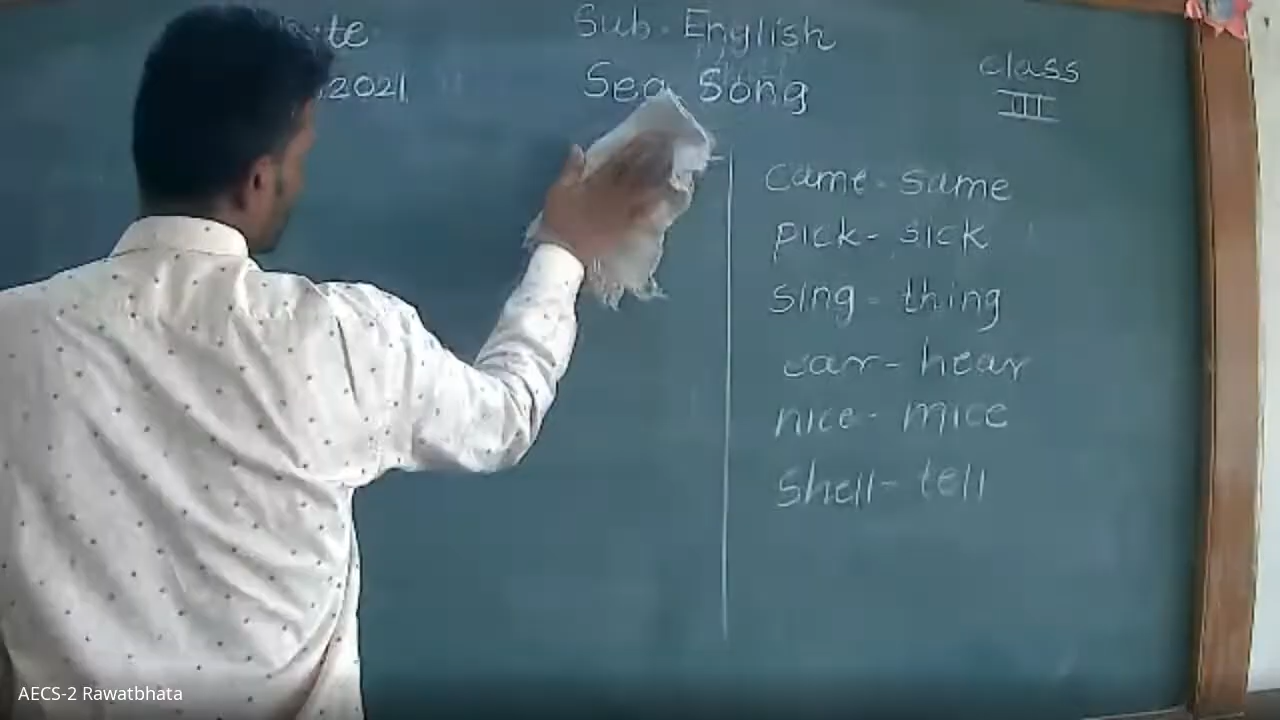 Sub. English
2021
Sea Song
class
III
came - same
pick - sick
sing - thing
ear - hear
nice - mice
shell - tell
AECS-2 Rawatbhata